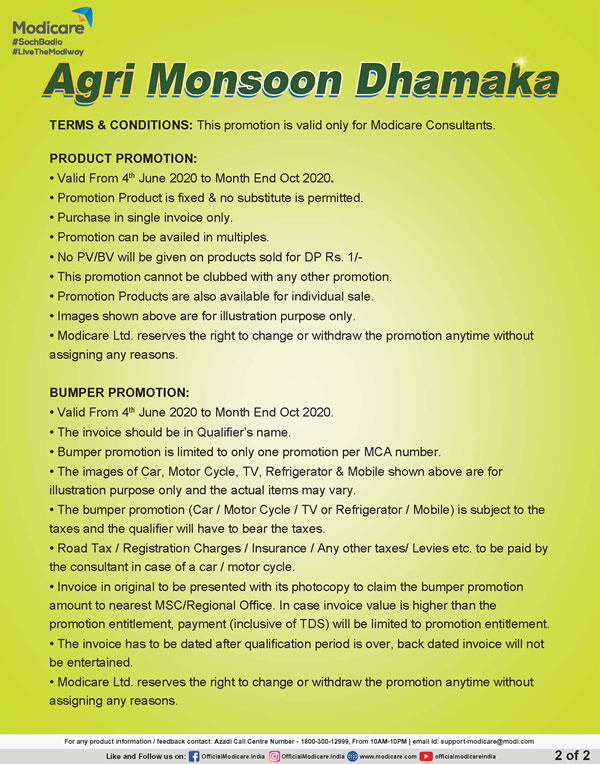 Modicare
#SochBadlo
#LiveTheModiway
Agri Monsoon Dhamaka
TERMS & CONDITIONS: This promotion is valid only for Modicare Consultants.
PRODUCT PROMOTION:
• Valid From 4th June 2020 to Month End Oct 2020.
• Promotion Product is fixed & no substitute is permitted.
• Purchase in single invoice only.
• Promotion can be availed in multiples.
• No PV/BV will be given on products sold for DP Rs. 1/-
• This promotion cannot be clubbed with any other promotion.
• Promotion Products are also available for individual sale.
• Images shown above are for illustration purpose only.
• Modicare Ltd. reserves the right to change or withdraw the promotion anytime without
assigning any reasons.
BUMPER PROMOTION:
• Valid From 4th June 2020 to Month End Oct 2020.
• The invoice should be in Qualifier's name.
• Bumper promotion is limited to only one promotion per MCA number.
• The images of Car, Motor Cycle, TV, Refrigerator & Mobile shown above are for
illustration purpose only and the actual items may vary.
• The bumper promotion (Car / Motor Cycle / TV or Refrigerator / Mobile) is subject to the
taxes and the qualifier will have to bear the taxes.
• Road Tax / Registration Charges / Insurance / Any other taxes/ Levies etc. to be paid by
the consultant in case of a car / motor cycle.
• Invoice in original to be presented with its photocopy to claim the bumper promotion
amount to nearest MSC/Regional Office. In case invoice value is higher than the
promotion entitlement, payment (inclusive of TDS) will be limited to promotion entitlement.
• The invoice has to be dated after qualification period is over, back dated invoice will not
be entertained.
• Modicare Ltd. reserves the right to change or withdraw the promotion anytime without
assigning any reasons.
For any product information / feedback contact: Azadi Call Centre Number - 1800-300-12999, From 10AM-10PM | email id: support-modicare@modi.com
Like and Follow us on: OfficialModicare.India OfficialModicare.India www.modicare.com officialmodicareindia
2 of 2